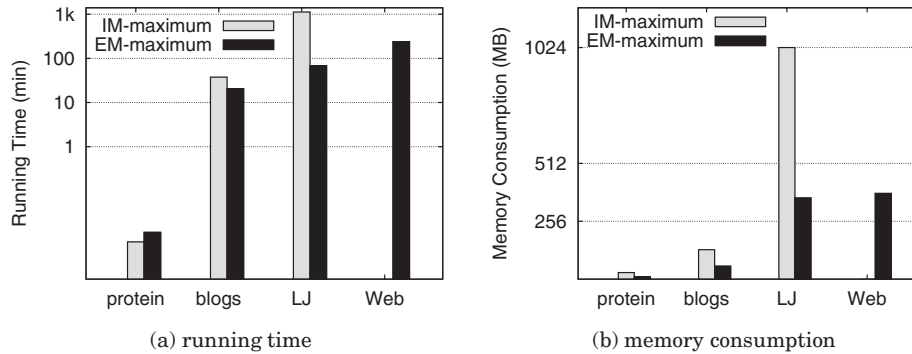 IM-maximum
EM-maximum
Running Time (min)
1k
100
10
1
protein blogs LJ Web
(a) running time
IM-maximum
EM-maximum
Memory Consumption (MB)
1024
512
256
protein blogs LJ Web
(b) memory consumption